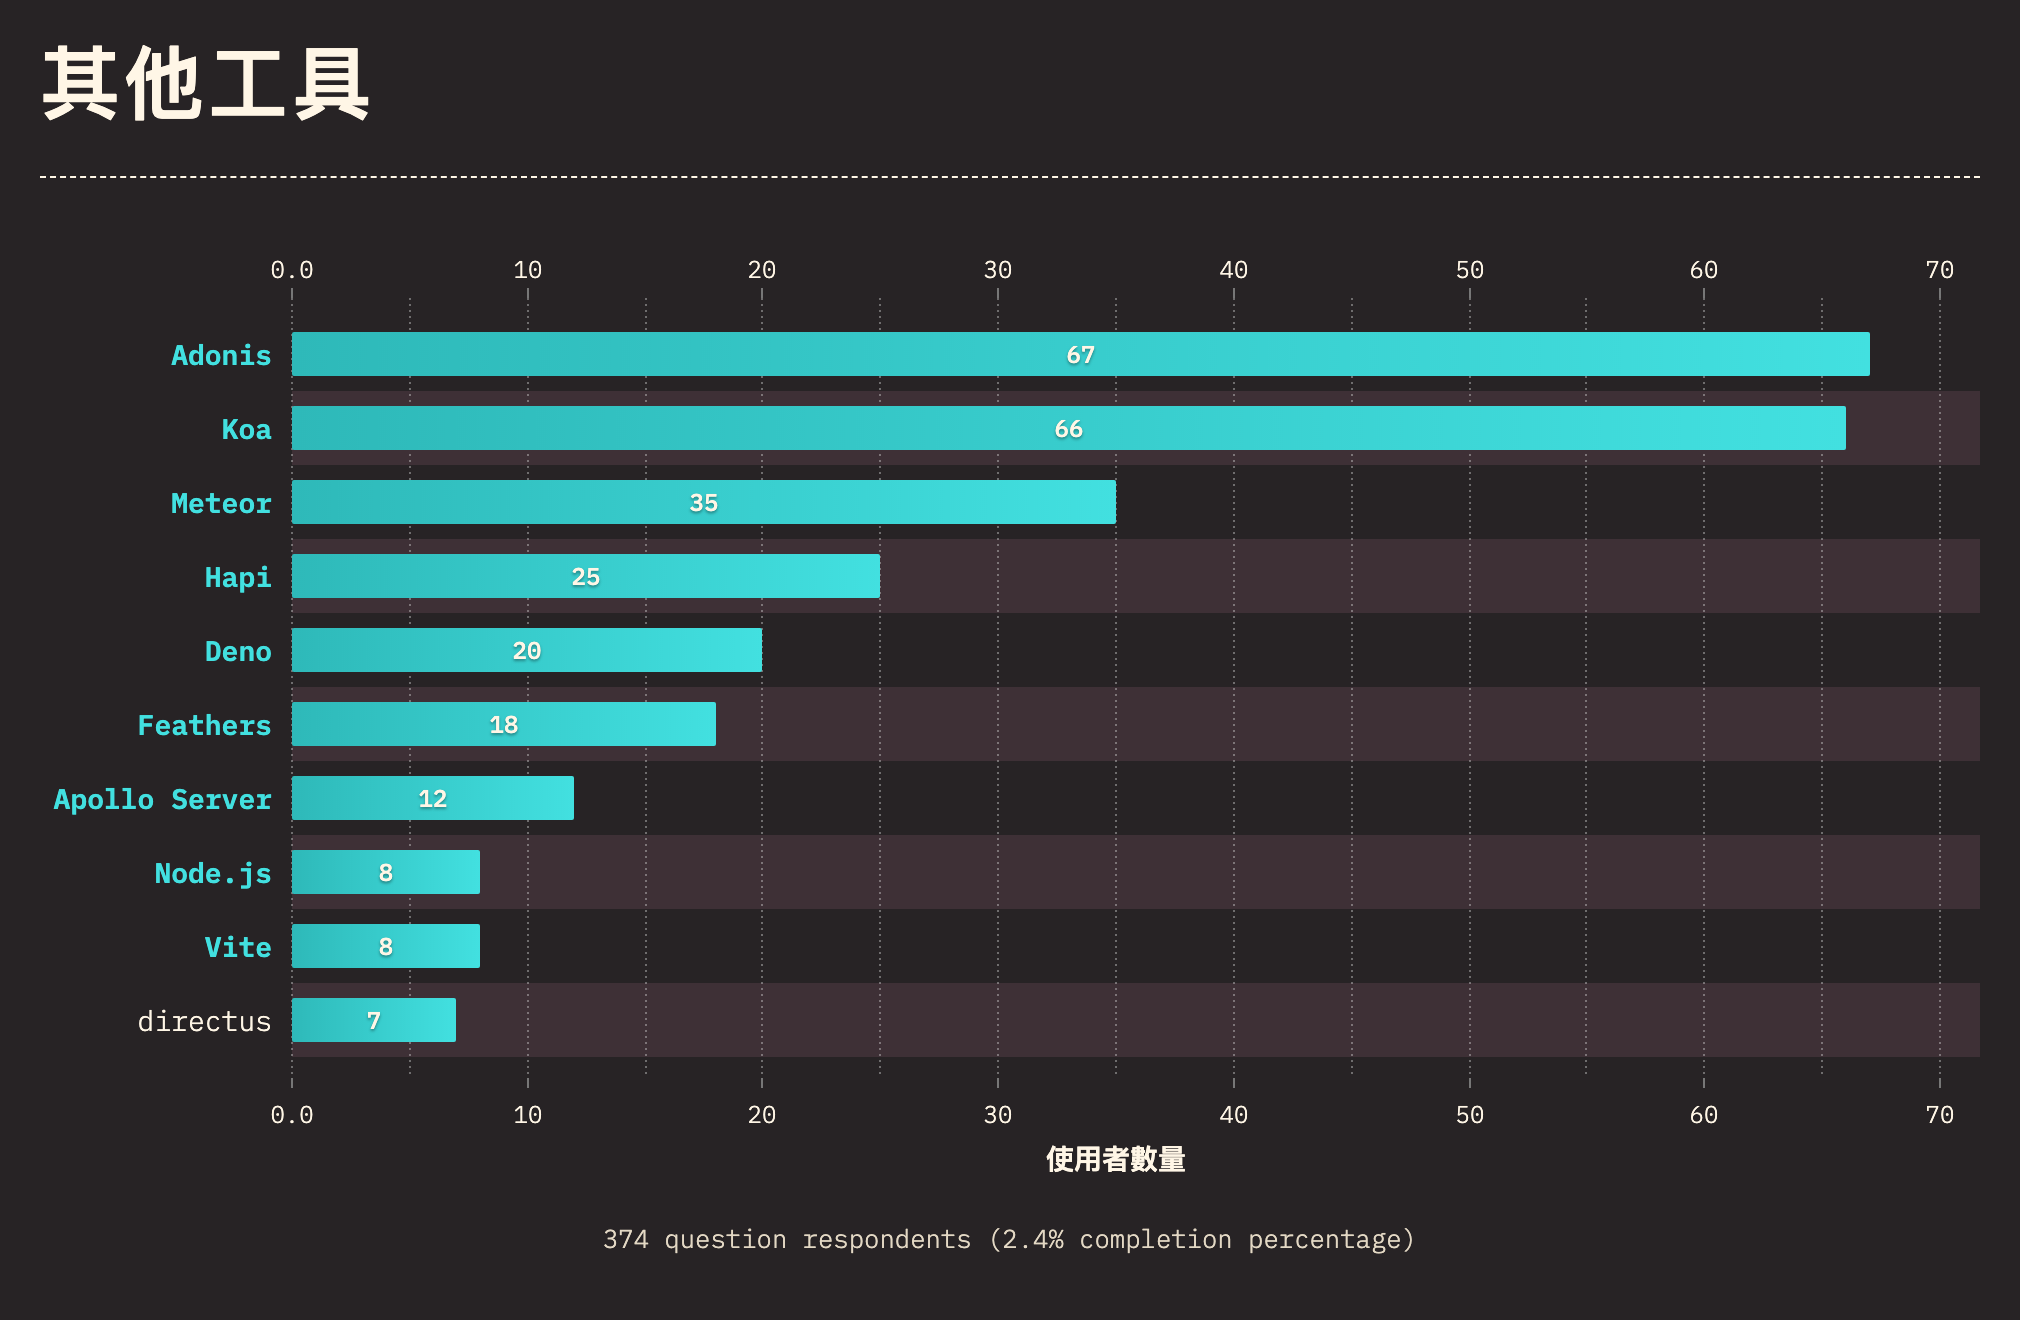 其他工具
0.0 10 20 30 40 50 60 70
Adonis 67
Koa 66
Meteor 35
Hapi 25
Deno 20
Feathers 18
Apollo Server 12
Node.js 8
Vite 8
directus 7
0.0 10 20 30 40 50 60 70
使用者數量
374 question respondents (2.4% completion percentage)